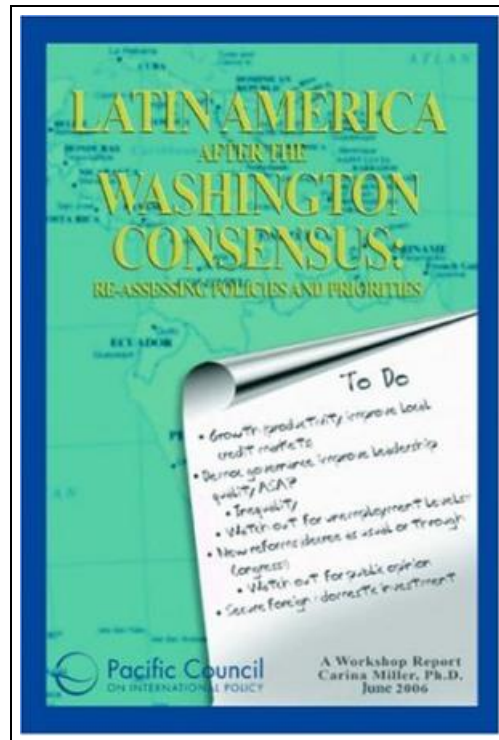 LATIN AMERICA
AFTER THE
WASHINGTON
CONSENSUS:
RE-ASSESSING POLICIES AND PRIORITIES
ECUADOR
Quito
To Do
• Growth: productivity improve local
credit markets
governance improve leadership
quality ASAP
• Inequality
• Watch out for unemployment levels
• New reforms: decree as usual or through
Congress?
• Watch out for public opinion
• Secure foreign + domestic investment
Pacific Council
ON INTERNATIONAL POLICY
A Workshop Report
Carina Miller, Ph.D.
June 2006